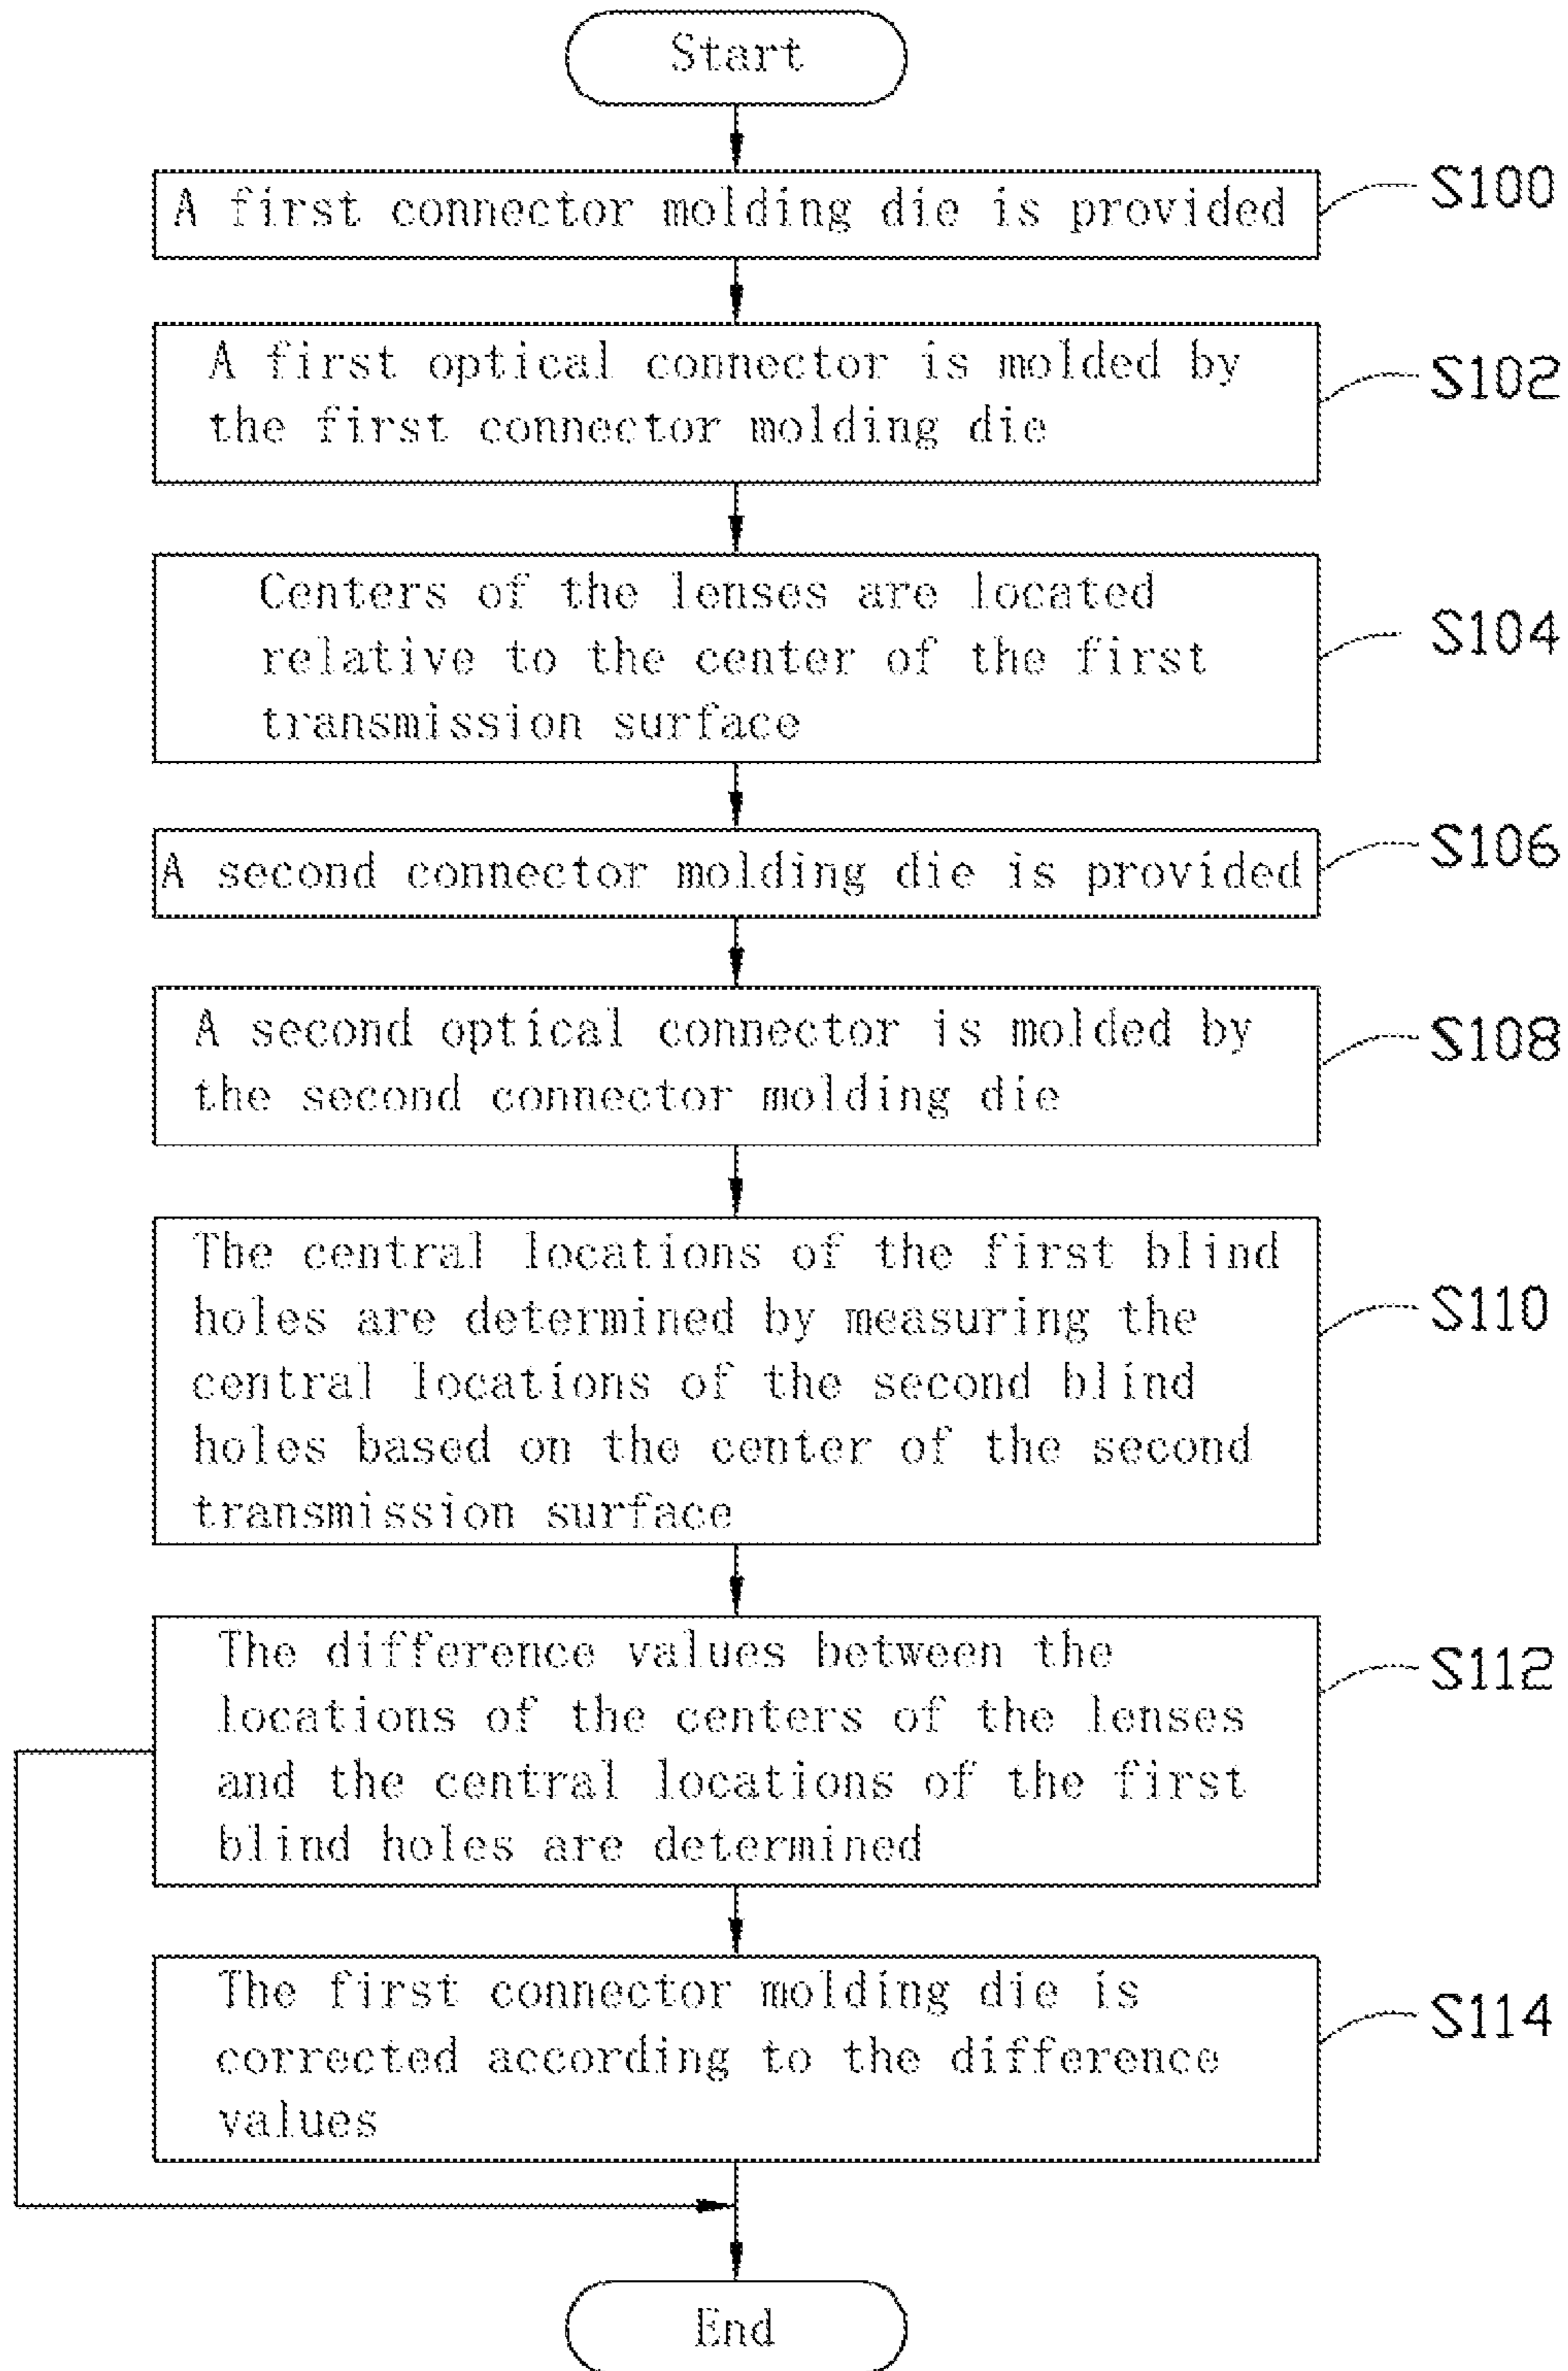 Start
A first connector molding die is provided
S100
A first optical connector is molded by
the first connector molding die
S102
Centers of the lenses are located
relative to the center of the first
transmission surface
S104
A second connector molding die is provided
S106
A second optical connector is molded by
the second connector molding die
S108
The central locations of the first blind
holes are determined by measuring the
central locations of the second blind
holes based on the center of the second
transmission surface
S110
The difference values between the
locations of the centers of the lenses
and the central locations of the first
blind holes are determined
S112
The first connector molding die is
corrected according to the difference
values
S114
End